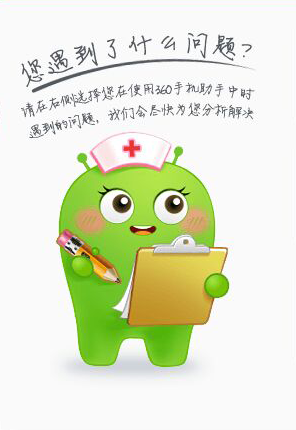 您遇到了什么问题?
请在右侧选择您在使用360手机助手中时
遇到的问题，我们会尽快为您分析解决